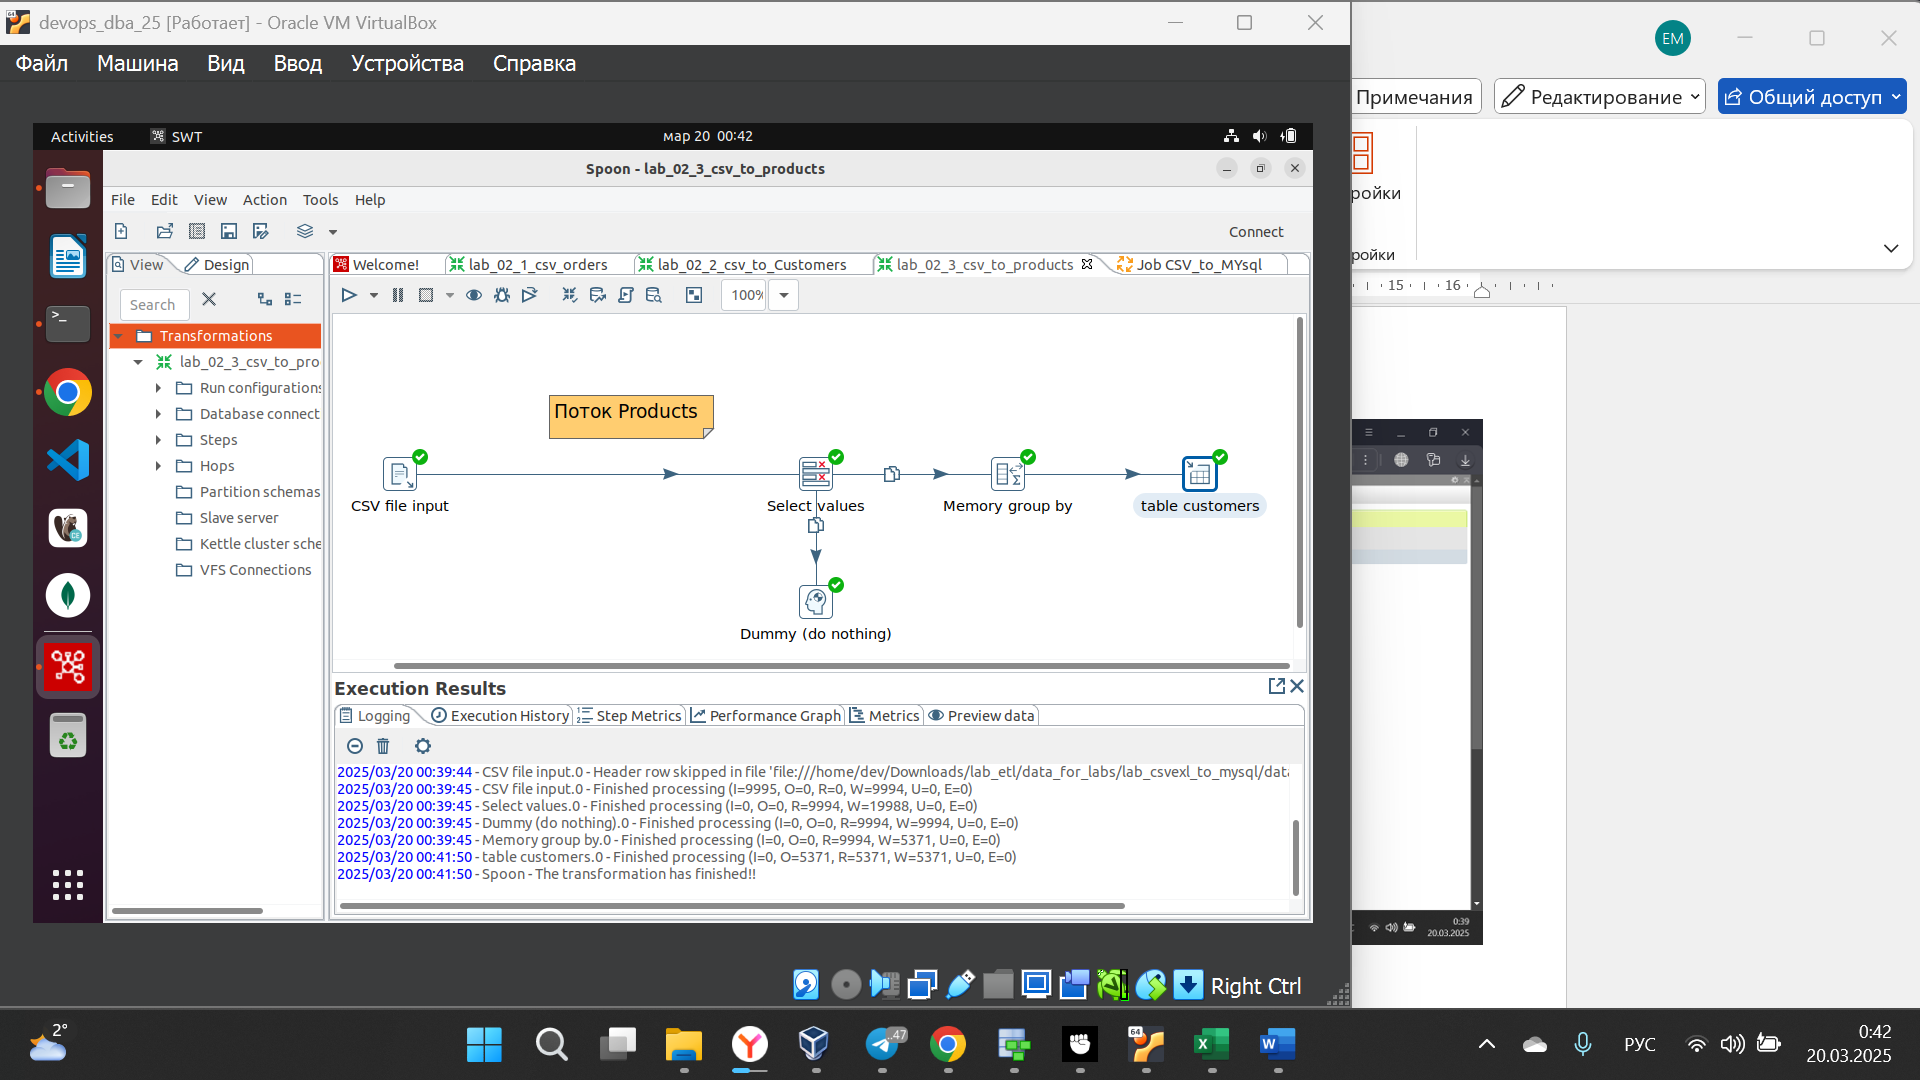 devops_dba_25 [Работает] - Oracle VM VirtualBox
Файл Машина Вид Ввод Устройства Справка
EM
Примечания Редактирование Общий доступ
ройки
ройки
15 16
Activities SWT мар 20 00:42
Spoon - lab_02_3_csv_to_products
File Edit View Action Tools Help
Connect
View Design
Welcome! lab_02_1_csv_orders lab_02_2_csv_to_Customers lab_02_3_csv_to_products Job CSV_to_MYsql
Search
100%
Transformations
lab_02_3_csv_to_pro
Run configurations
Database connect
Steps
Hops
Partition schemas
Slave server
Kettle cluster sche
VFS Connections
Поток Products
CSV file input
Select values
Memory group by
table customers
Dummy (do nothing)
Execution Results
Logging Execution History Step Metrics Performance Graph Metrics Preview data
2025/03/20 00:39:44 - CSV file input.0 - Header row skipped in file 'file:///home/dev/Downloads/lab_etl/data_for_labs/lab_csvexl_to_mysql/data
2025/03/20 00:39:45 - CSV file input.0 - Finished processing (I=9995, O=0, R=0, W=9994, U=0, E=0)
2025/03/20 00:39:45 - Select values.0 - Finished processing (I=0, O=0, R=9994, W=19988, U=0, E=0)
2025/03/20 00:39:45 - Dummy (do nothing).0 - Finished processing (I=0, O=0, R=9994, W=9994, U=0, E=0)
2025/03/20 00:39:45 - Memory group by.0 - Finished processing (I=0, O=0, R=9994, W=5371, U=0, E=0)
2025/03/20 00:41:50 - table customers.0 - Finished processing (I=0, O=5371, R=5371, W=5371, U=0, E=0)
2025/03/20 00:41:50 - Spoon - The transformation has finished!!
0:39
20.03.2025
Right Ctrl
2°
47
64
РУС
0:42
20.03.2025